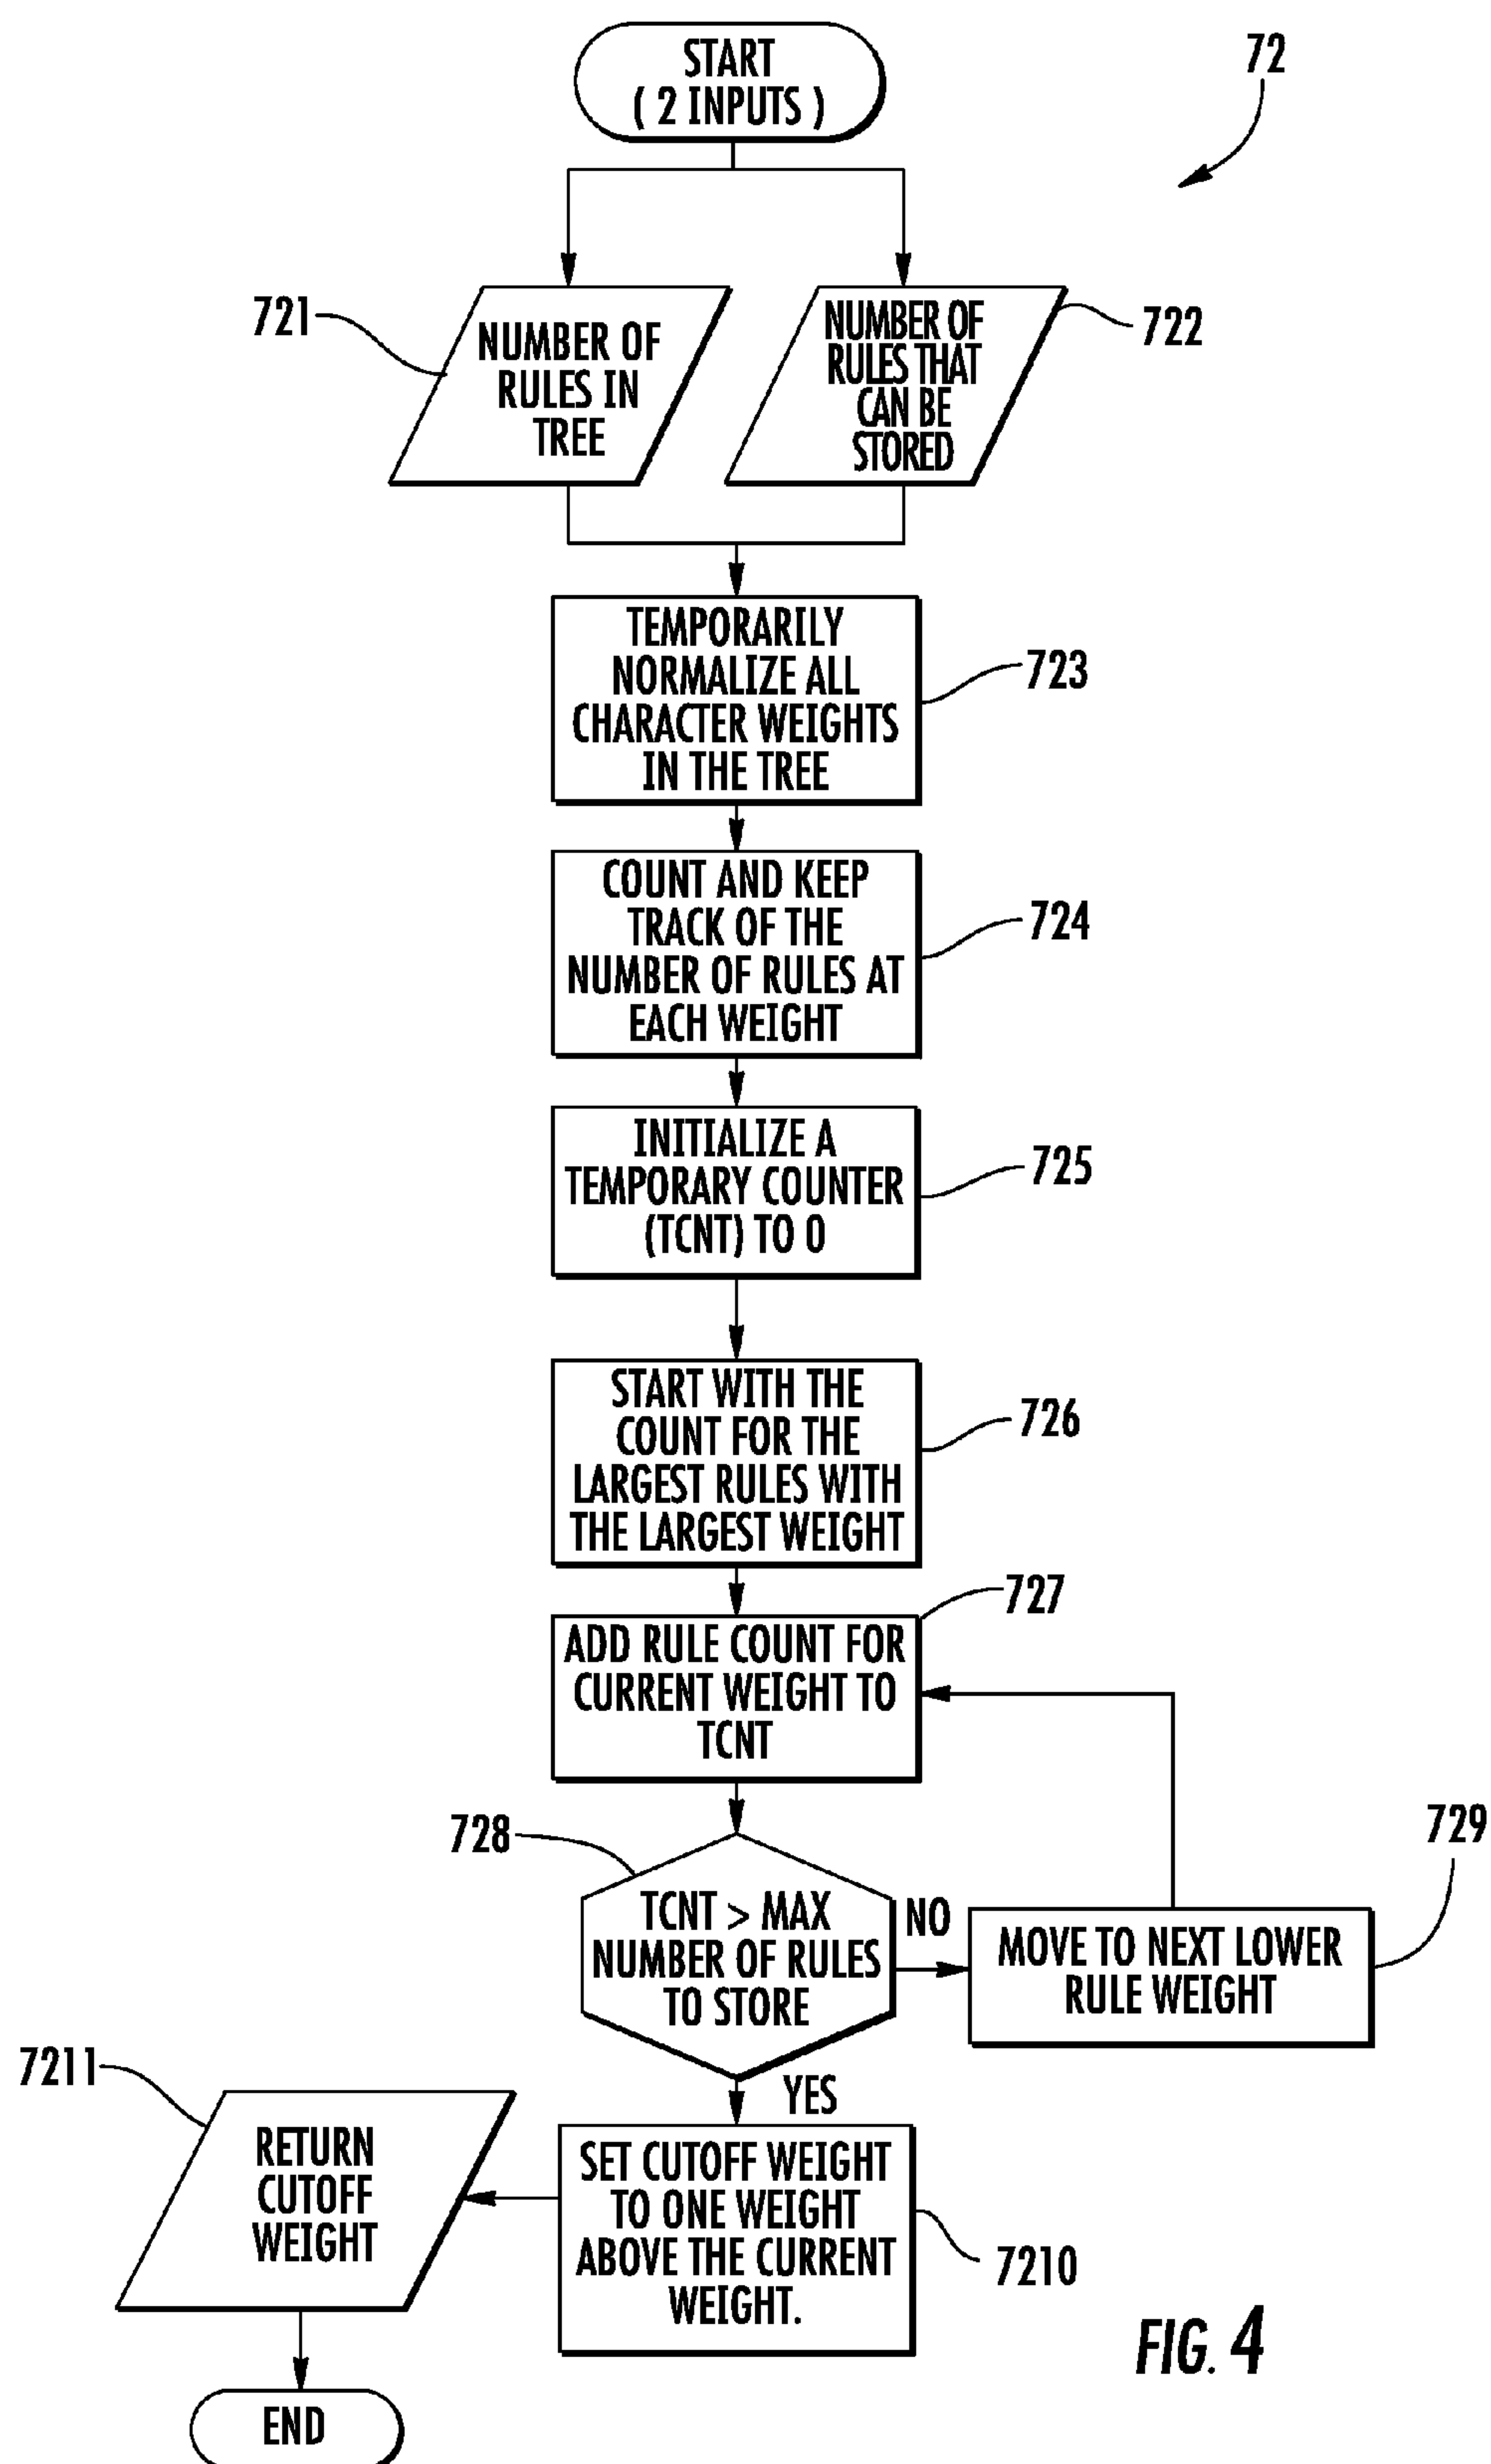 START
( 2 INPUTS )
72
721
NUMBER OF
RULES IN
TREE
NUMBER OF
RULES THAT
CAN BE
STORED
722
TEMPORARILY
NORMALIZE ALL
CHARACTER WEIGHTS
IN THE TREE
723
COUNT AND KEEP
TRACK OF THE
NUMBER OF RULES AT
EACH WEIGHT
724
INITIALIZE A
TEMPORARY COUNTER
(TCNT) TO 0
725
START WITH THE
COUNT FOR THE
LARGEST RULES WITH
THE LARGEST WEIGHT
726
727
ADD RULE COUNT FOR
CURRENT WEIGHT TO
TCNT
728
TCNT > MAX
NUMBER OF RULES
TO STORE
NO
729
MOVE TO NEXT LOWER
RULE WEIGHT
YES
7211
RETURN
CUTOFF
WEIGHT
SET CUTOFF WEIGHT
TO ONE WEIGHT
ABOVE THE CURRENT
WEIGHT.
7210
END
FIG. 4